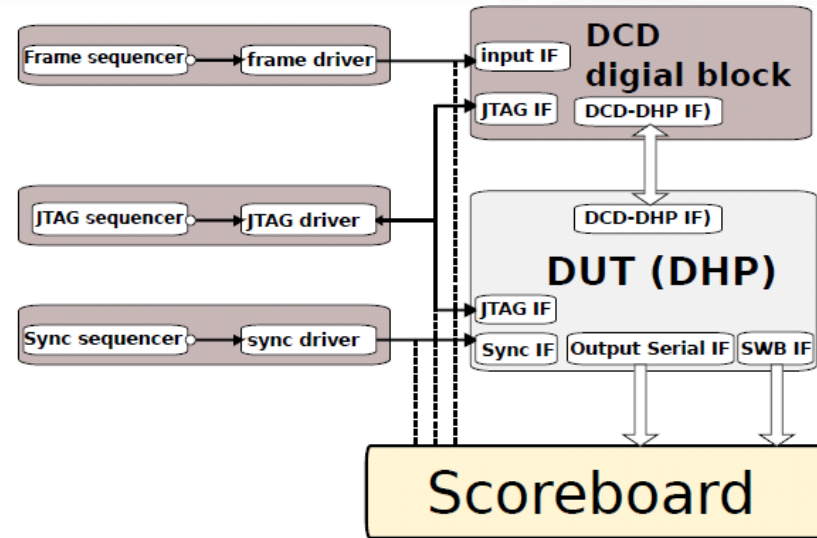 Frame sequencer
frame driver
input IF
DCD
digial block
JTAG IF
DCD-DHP IF)
JTAG sequencer
JTAG driver
DCD-DHP IF)
DUT (DHP)
JTAG IF
Sync sequencer
sync driver
Sync IF
Output Serial IF
SWB IF
Scoreboard